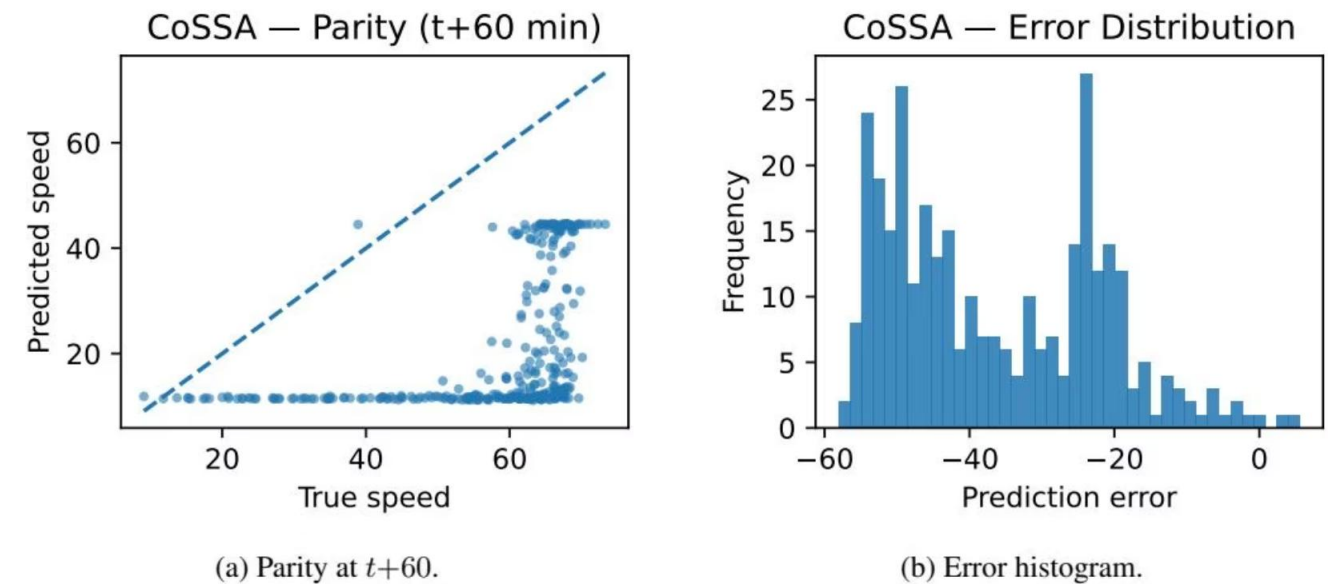 CoSSA — Parity (t+60 min)
Predicted speed
60
40
20
20 40 60
True speed
(a) Parity at t+60.
CoSSA — Error Distribution
Frequency
25
20
15
10
5
0
−60 −40 −20 0
Prediction error
(b) Error histogram.